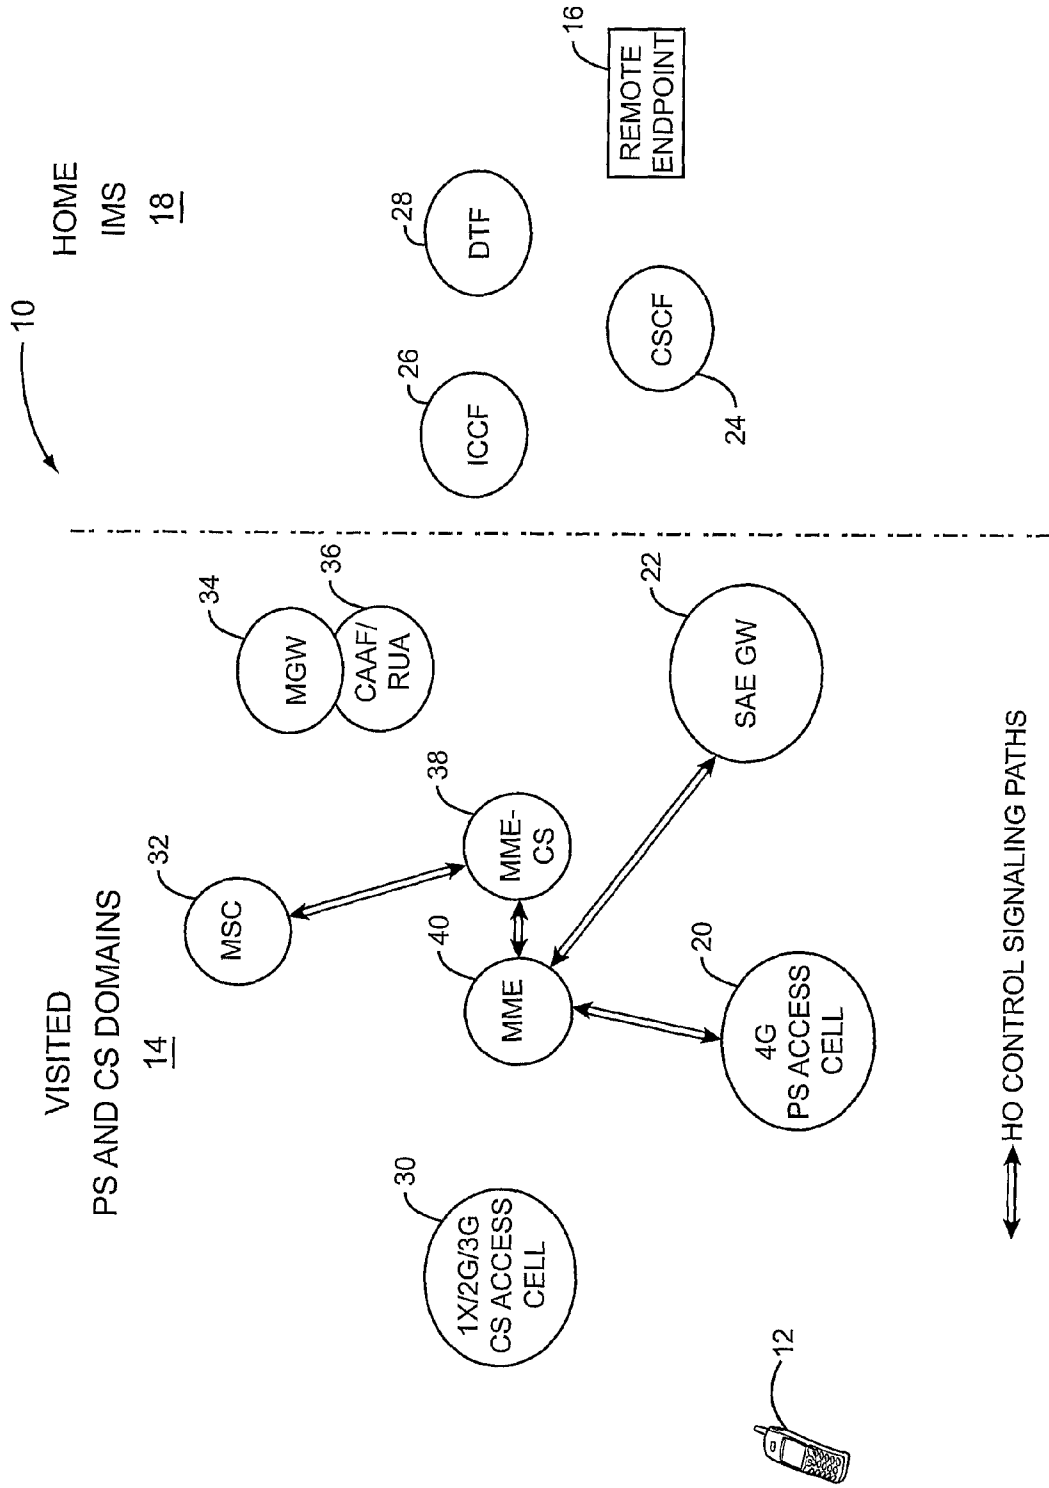 10
VISITED
PS AND CS DOMAINS
14
HOME
IMS
18
32
MSC
34
MGW
36
CAAF/
RUA
30
1X/2G/3G
CS ACCESS
CELL
40
MME
38
MME-
CS
26
ICCF
28
DTF
12
20
4G
PS ACCESS
CELL
22
SAE GW
24
CSCF
16
REMOTE
ENDPOINT
HO CONTROL SIGNALING PATHS